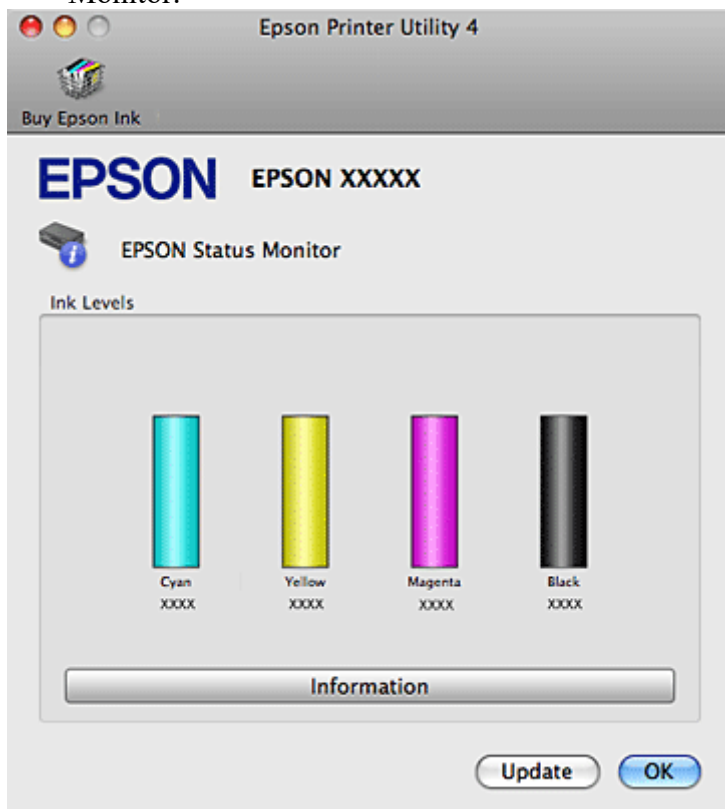 Monitor.
Epson Printer Utility 4
Buy Epson Ink
EPSON EPSON XXXXX
EPSON Status Monitor
Ink Levels
Cyan Yellow Magenta Black
XXXX XXXX XXXX XXXX
Information
Update OK